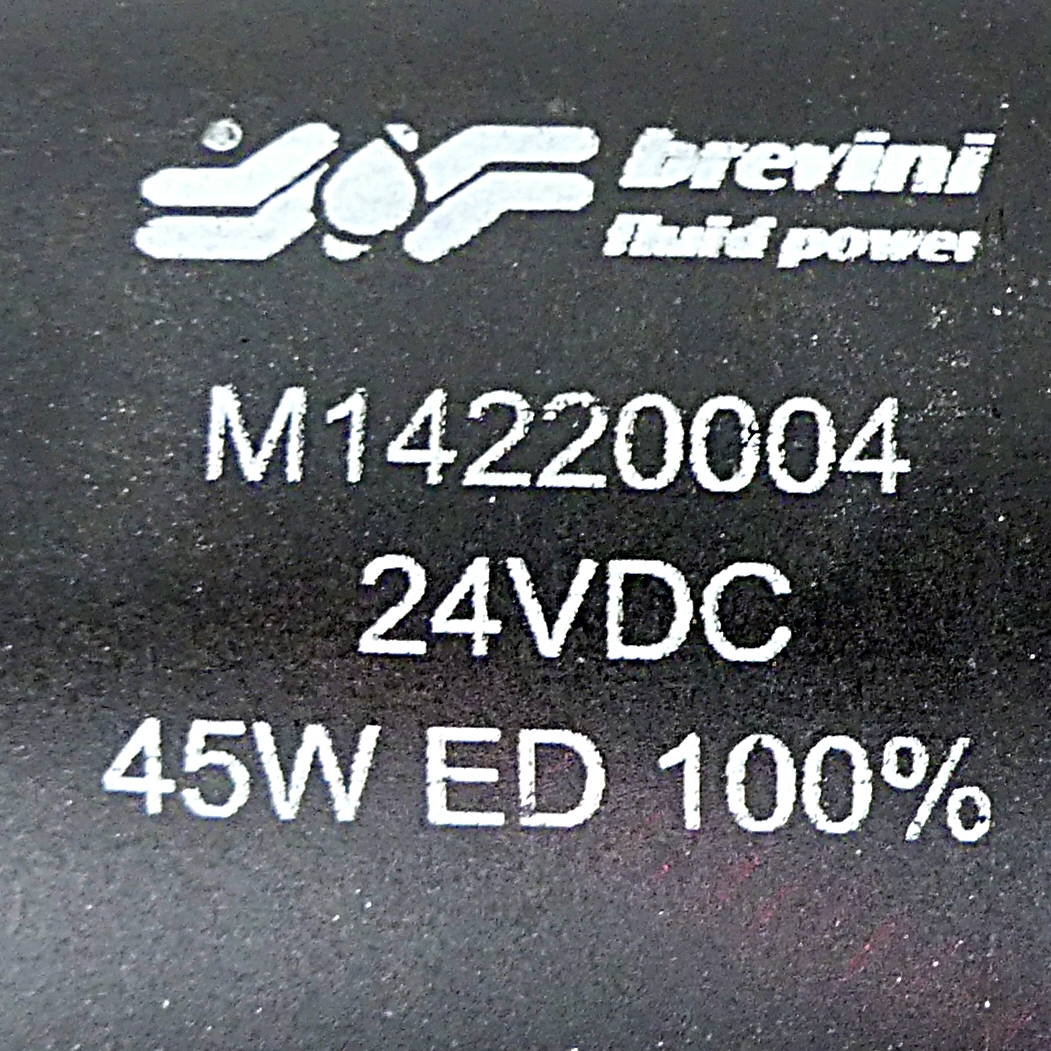 brevini
fluid power
M14220004
24VDC
45W ED 100%